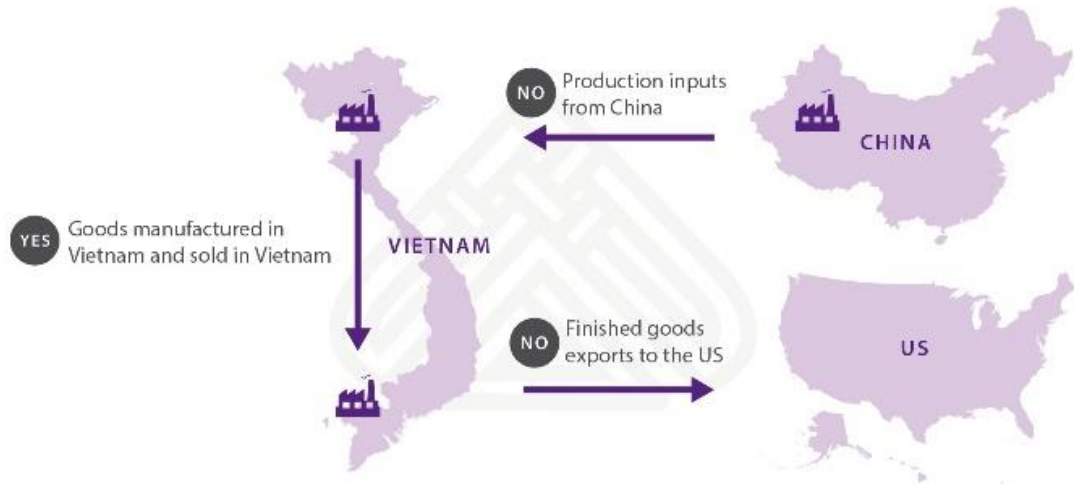 NO
Production inputs
from China
CHINA
YES
Goods manufactured in
Vietnam and sold in Vietnam
VIETNAM
NO
Finished goods
exports to the US
US